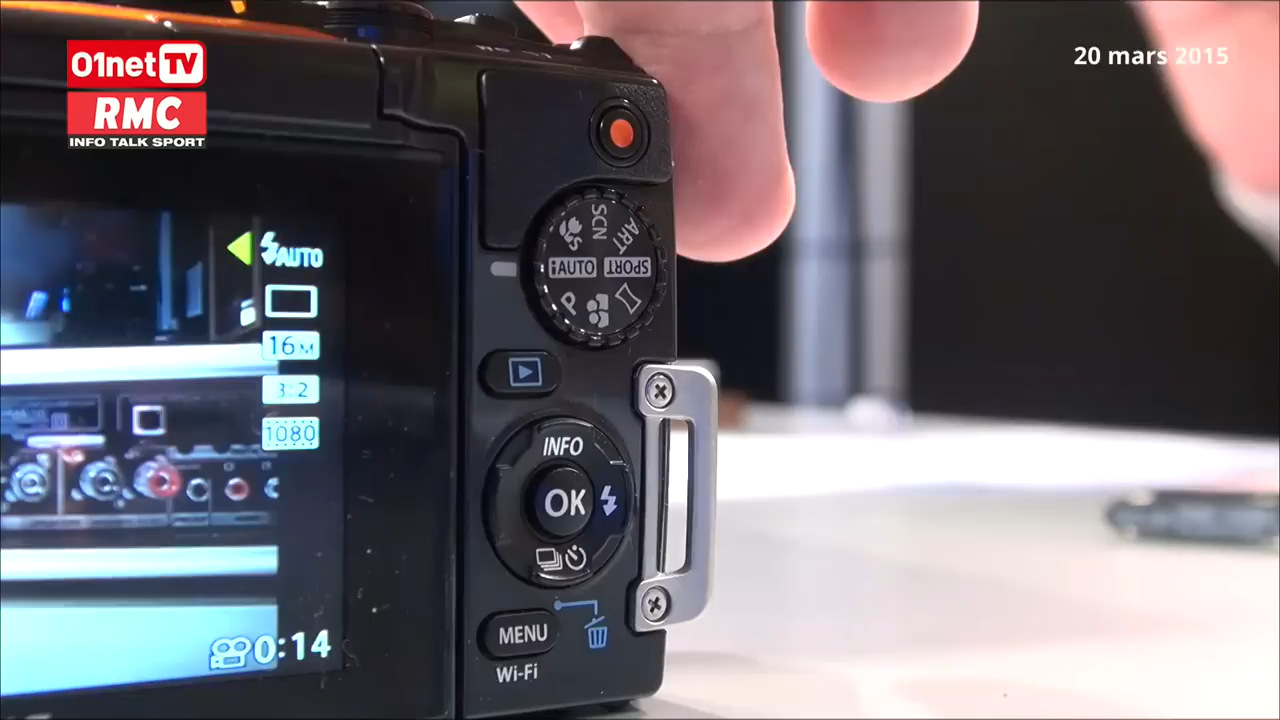 01netTV
RMC
INFO TALK SPORT
20 mars 2015
SCN
ART
S
iAUTO
SPORT
P
AUTO
16M
3:2
1080
INFO
OK
0:14
MENU
Wi-Fi